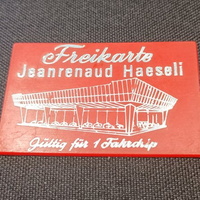 Freikarte
Jeanrenaud Haeseli
Gültig für 1 Fahrchip